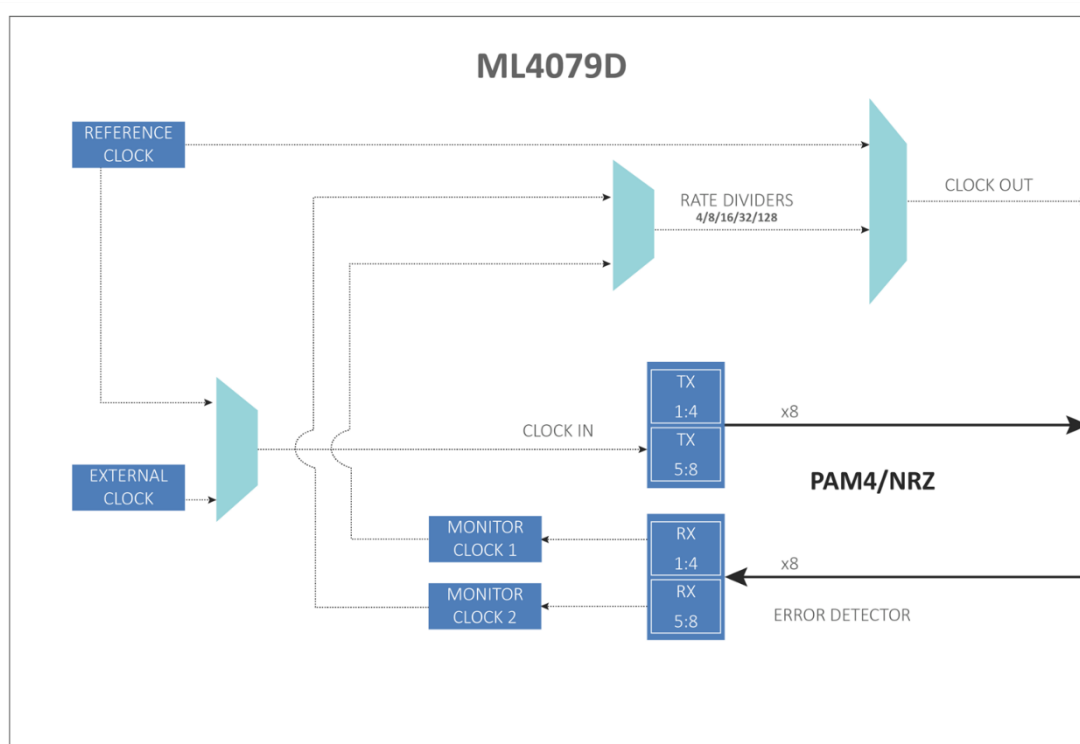 ML4079D
REFERENCE
CLOCK
CLOCK OUT
RATE DIVIDERS
4/8/16/32/128
TX
1:4
x8
CLOCK IN
TX
5:8
EXTERNAL
CLOCK
PAM4/NRZ
MONITOR
CLOCK 1
RX
1:4
x8
MONITOR
CLOCK 2
RX
5:8
ERROR DETECTOR